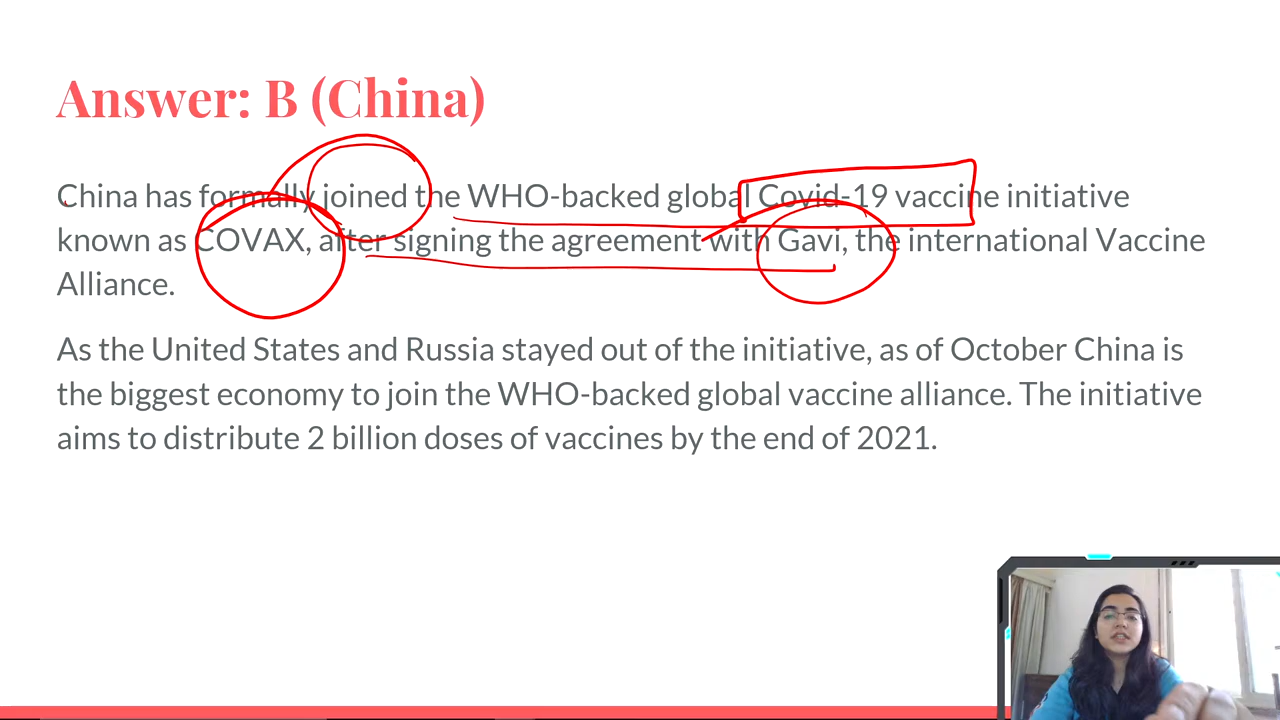 Answer: B (China)
China has formally joined the WHO-backed global Covid-19 vaccine initiative
known as COVAX, after signing the agreement with Gavi, the international Vaccine
Alliance.
As the United States and Russia stayed out of the initiative, as of October China is
the biggest economy to join the WHO-backed global vaccine alliance. The initiative
aims to distribute 2 billion doses of vaccines by the end of 2021.